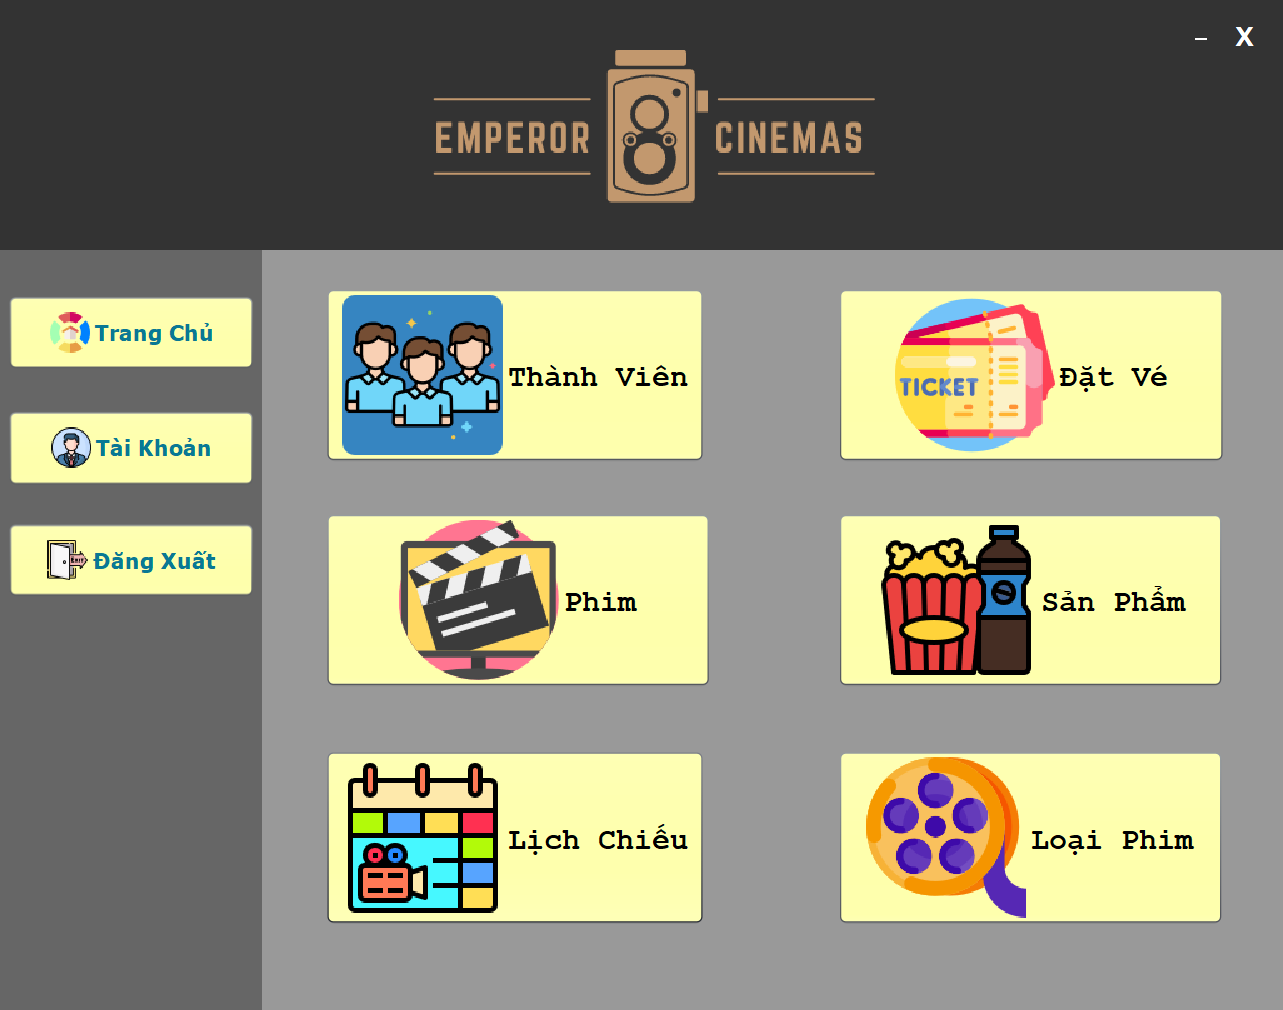 – X
EMPEROR CINEMAS
Trang Chủ
Tài Khoản
EXIT Đăng Xuất
Thành Viên
TICKET Đặt Vé
Phim
Sản Phẩm
Lịch Chiếu
Loại Phim